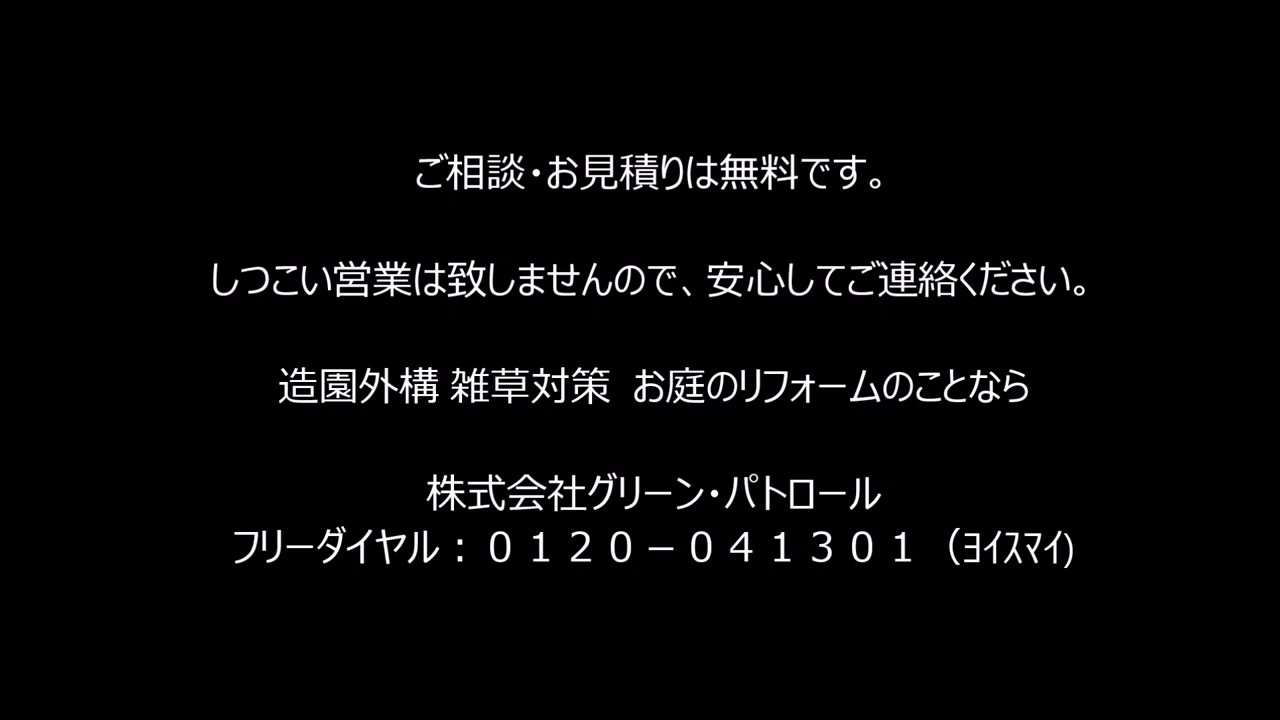 ご相談・お見積りは無料です。
しつこい営業は致しませんので、安心してご連絡ください。
造園外構 雑草対策  お庭のリフォームのことなら
株式会社グリーン・パトロール
フリーダイヤル：０１２０－０４１３０１（ﾖｲｽﾏｲ)